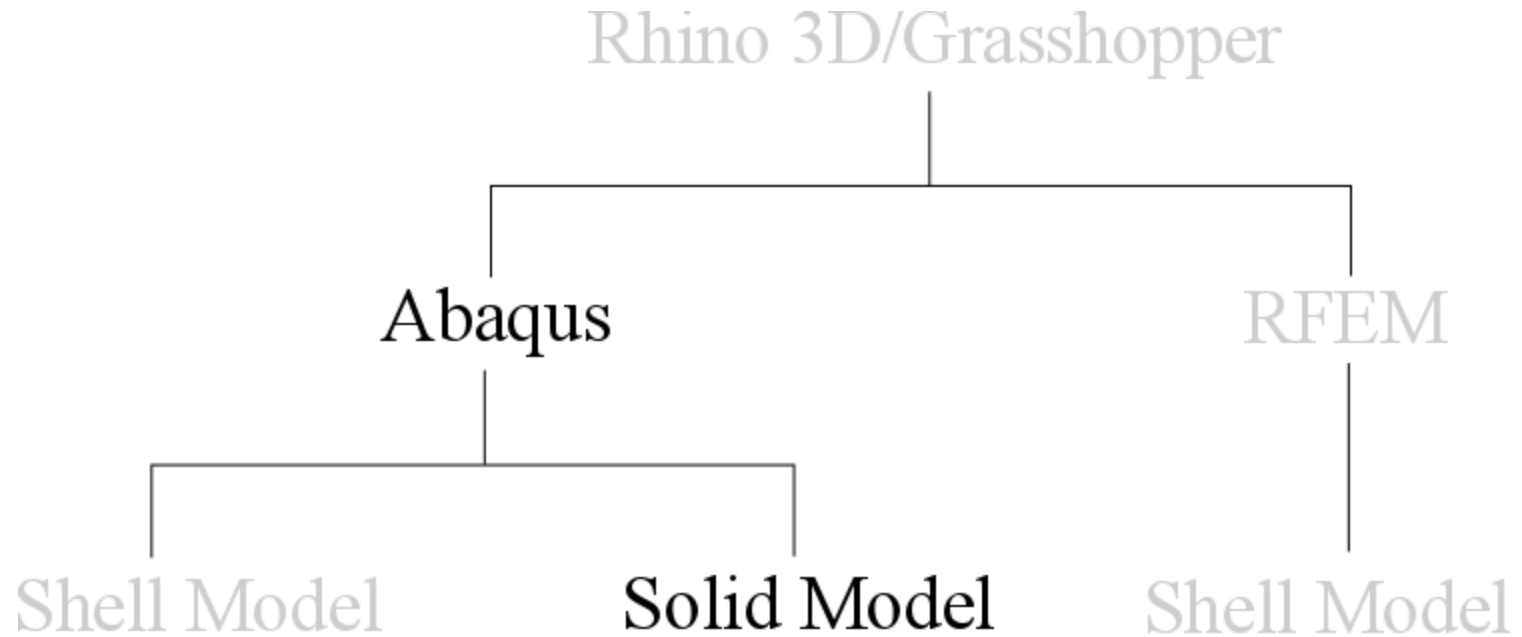 Rhino 3D/Grasshopper
Abaqus
RFEM
Shell Model
Solid Model
Shell Model